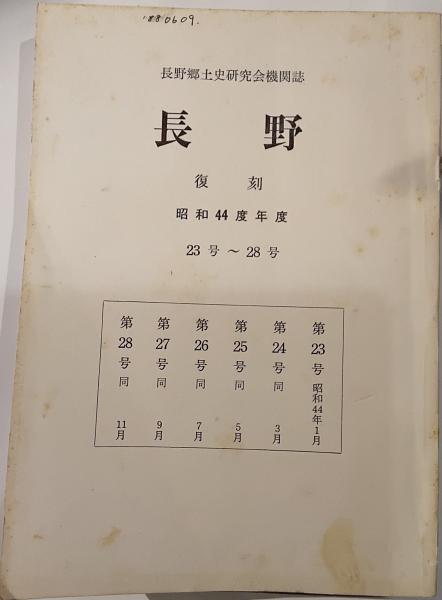 '880609.
長野郷土史研究会機関誌
長野
復刻
昭和44度年度
23号～28号
第23号 昭和44年1月
第24号 同 3月
第25号 同 5月
第26号 同 7月
第27号 同 9月
第28号 同 11月